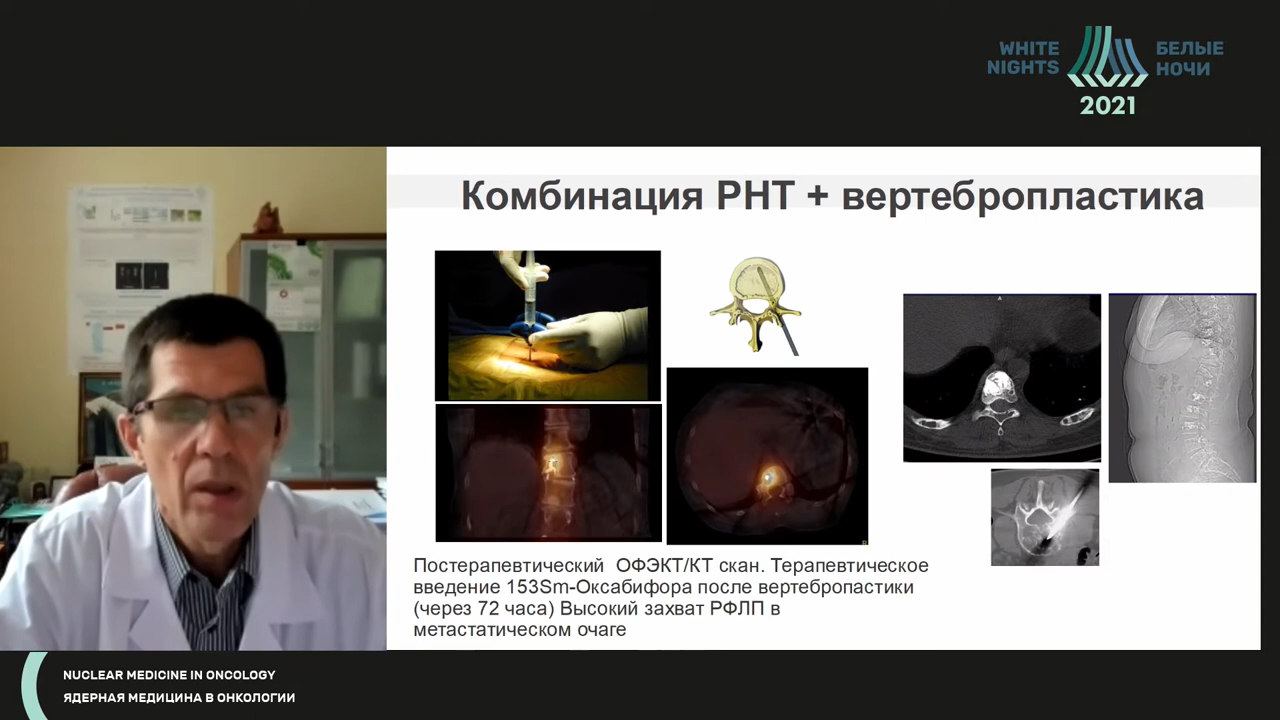 WHITE
NIGHTS
БЕЛЫЕ
НОЧИ
2021
Комбинация РНТ + вертебропластика
Постерапевтический ОФЭКТ/КТ скан. Терапевтическое
введение 153Sm-Оксабифора после вертебропастики
(через 72 часа) Высокий захват РФЛП в
метастатическом очаге
NUCLEAR MEDICINE IN ONCOLOGY
ЯДЕРНАЯ МЕДИЦИНА В ОНКОЛОГИИ